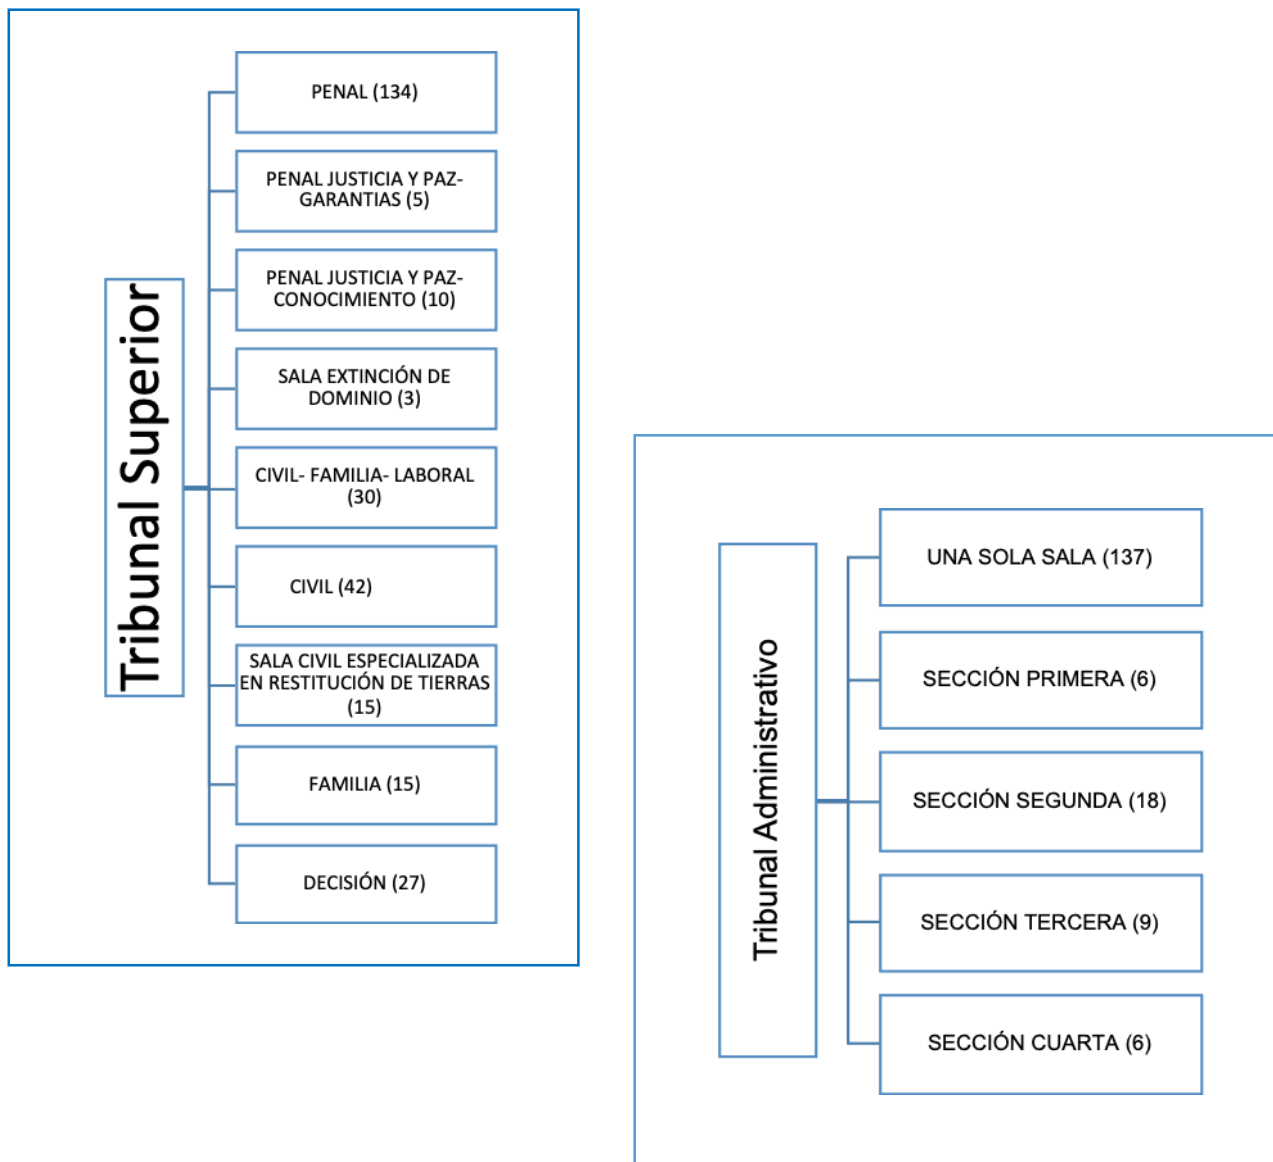 Tribunal Superior
PENAL (134)
PENAL JUSTICIA Y PAZ-
GARANTIAS (5)
PENAL JUSTICIA Y PAZ-
CONOCIMIENTO (10)
SALA EXTINCIÓN DE
DOMINIO (3)
CIVIL- FAMILIA- LABORAL
(30)
CIVIL (42)
SALA CIVIL ESPECIALIZADA
EN RESTITUCIÓN DE TIERRAS
(15)
FAMILIA (15)
DECISIÓN (27)
Tribunal Administrativo
UNA SOLA SALA (137)
SECCIÓN PRIMERA (6)
SECCIÓN SEGUNDA (18)
SECCIÓN TERCERA (9)
SECCIÓN CUARTA (6)